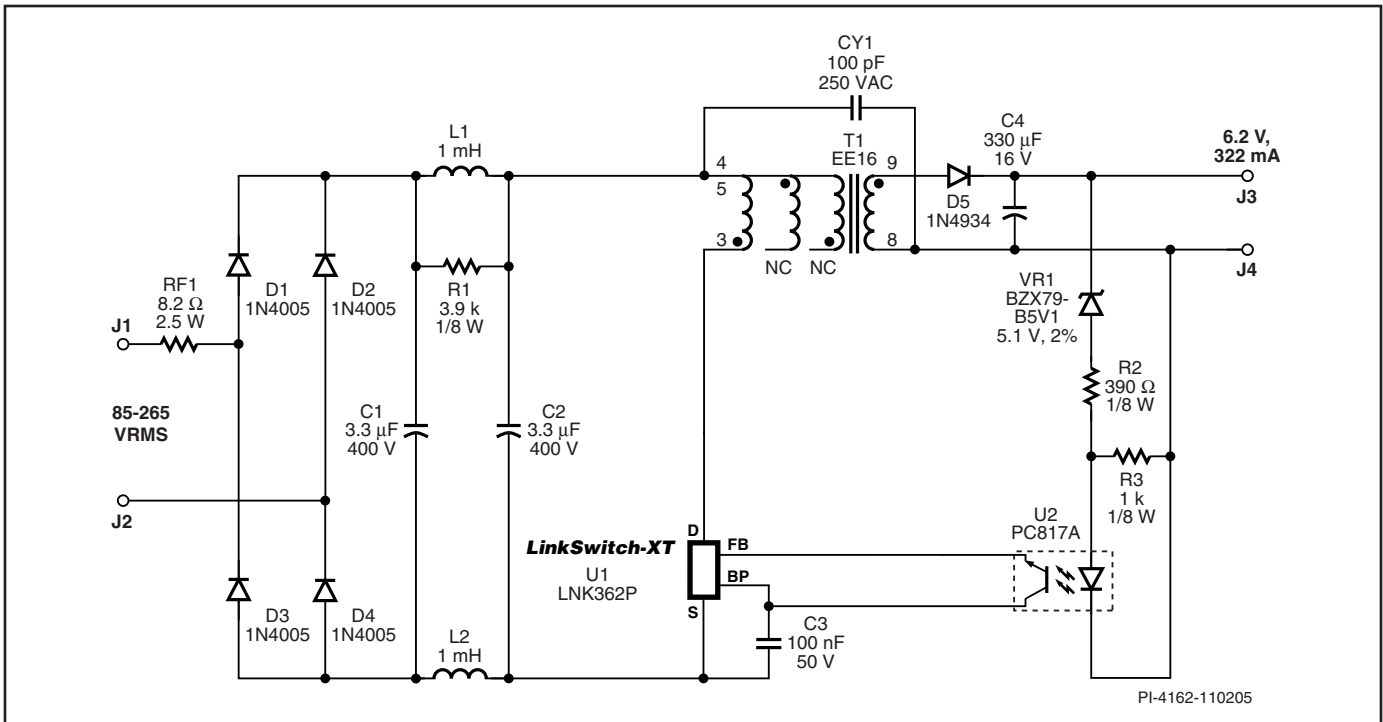 CY1
100 pF
250 VAC
L1
1 mH
T1
EE16
C4
330 µF
16 V
6.2 V,
322 mA
4
5
3
9
8
D5
1N4934
J3
J4
NC
NC
RF1
8.2 Ω
2.5 W
D1
1N4005
D2
1N4005
R1
3.9 k
1/8 W
J1
85-265
VRMS
J2
C1
3.3 µF
400 V
C2
3.3 µF
400 V
VR1
BZX79-
B5V1
5.1 V, 2%
R2
390 Ω
1/8 W
R3
1 k
1/8 W
U2
PC817A
LinkSwitch-XT
U1
LNK362P
D
FB
BP
S
D3
1N4005
D4
1N4005
L2
1 mH
C3
100 nF
50 V
PI-4162-110205